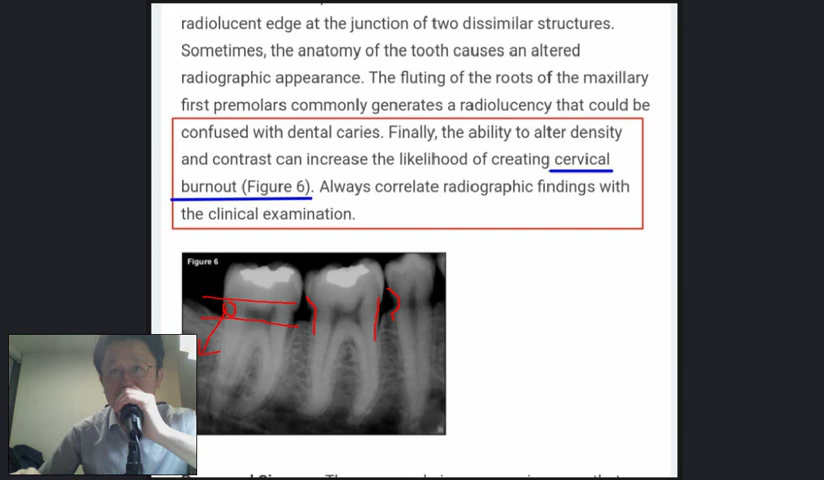 radiolucent edge at the junction of two dissimilar structures.
Sometimes, the anatomy of the tooth causes an altered
radiographic appearance. The fluting of the roots of the maxillary
first premolars commonly generates a radiolucency that could be
confused with dental caries. Finally, the ability to alter density
and contrast can increase the likelihood of creating cervical
burnout (Figure 6). Always correlate radiographic findings with
the clinical examination.
Figure 6